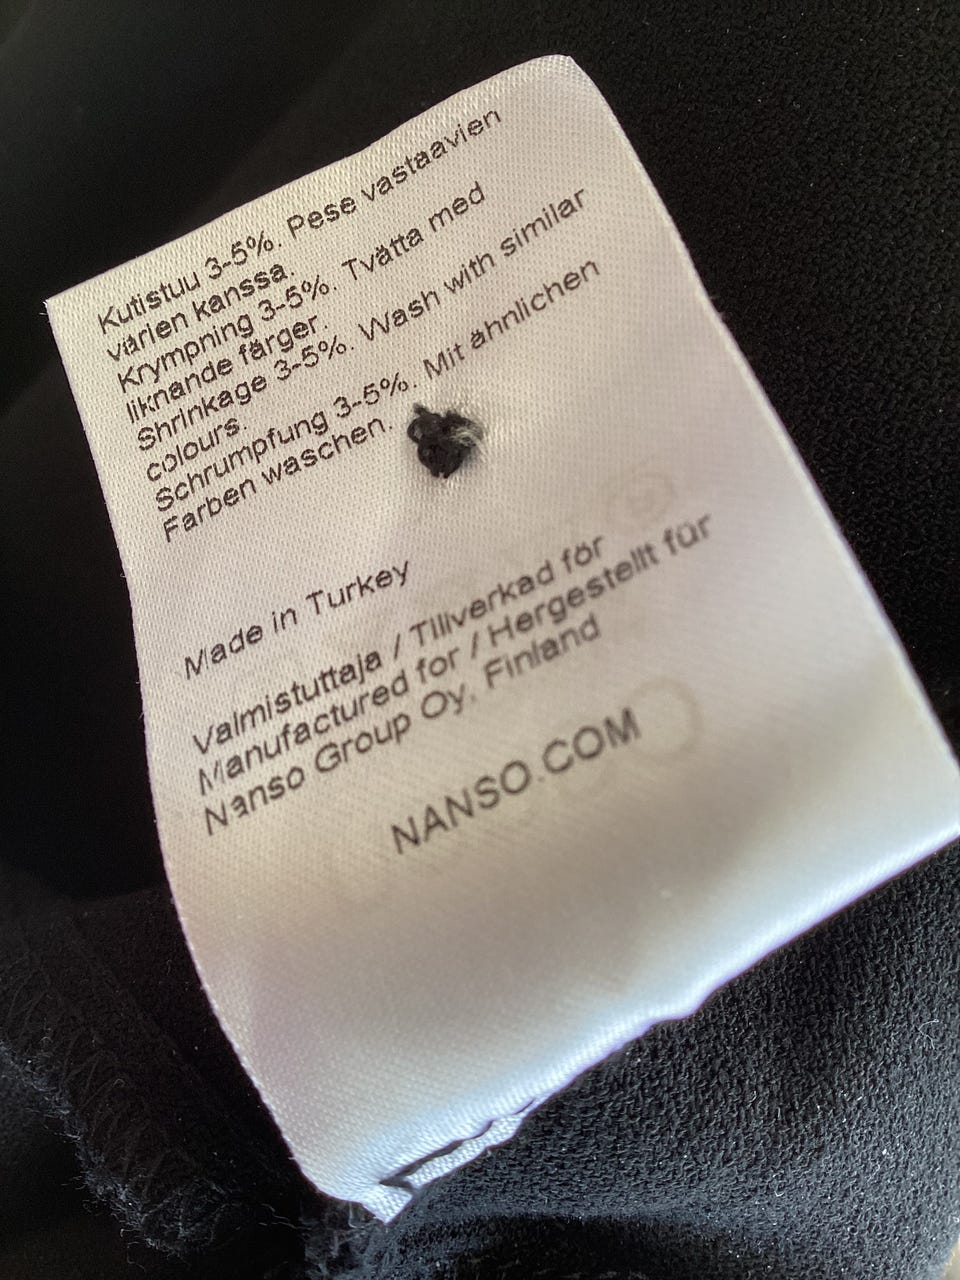 Kutistuu 3-5%. Pese vastaavien
värien kanssa.
Krympning 3-5%. Tvätta med
liknande färger.
Shrinkage 3-5%. Wash with similar
colours.
Schrumpfung 3-5%. Mit ähnlichen
Farben waschen.
Made in Turkey
Valmistuttaja / Tillverkad för
Manufactured for / Hergestellt für
Nanso Group Oy, Finland
NANSO.COM